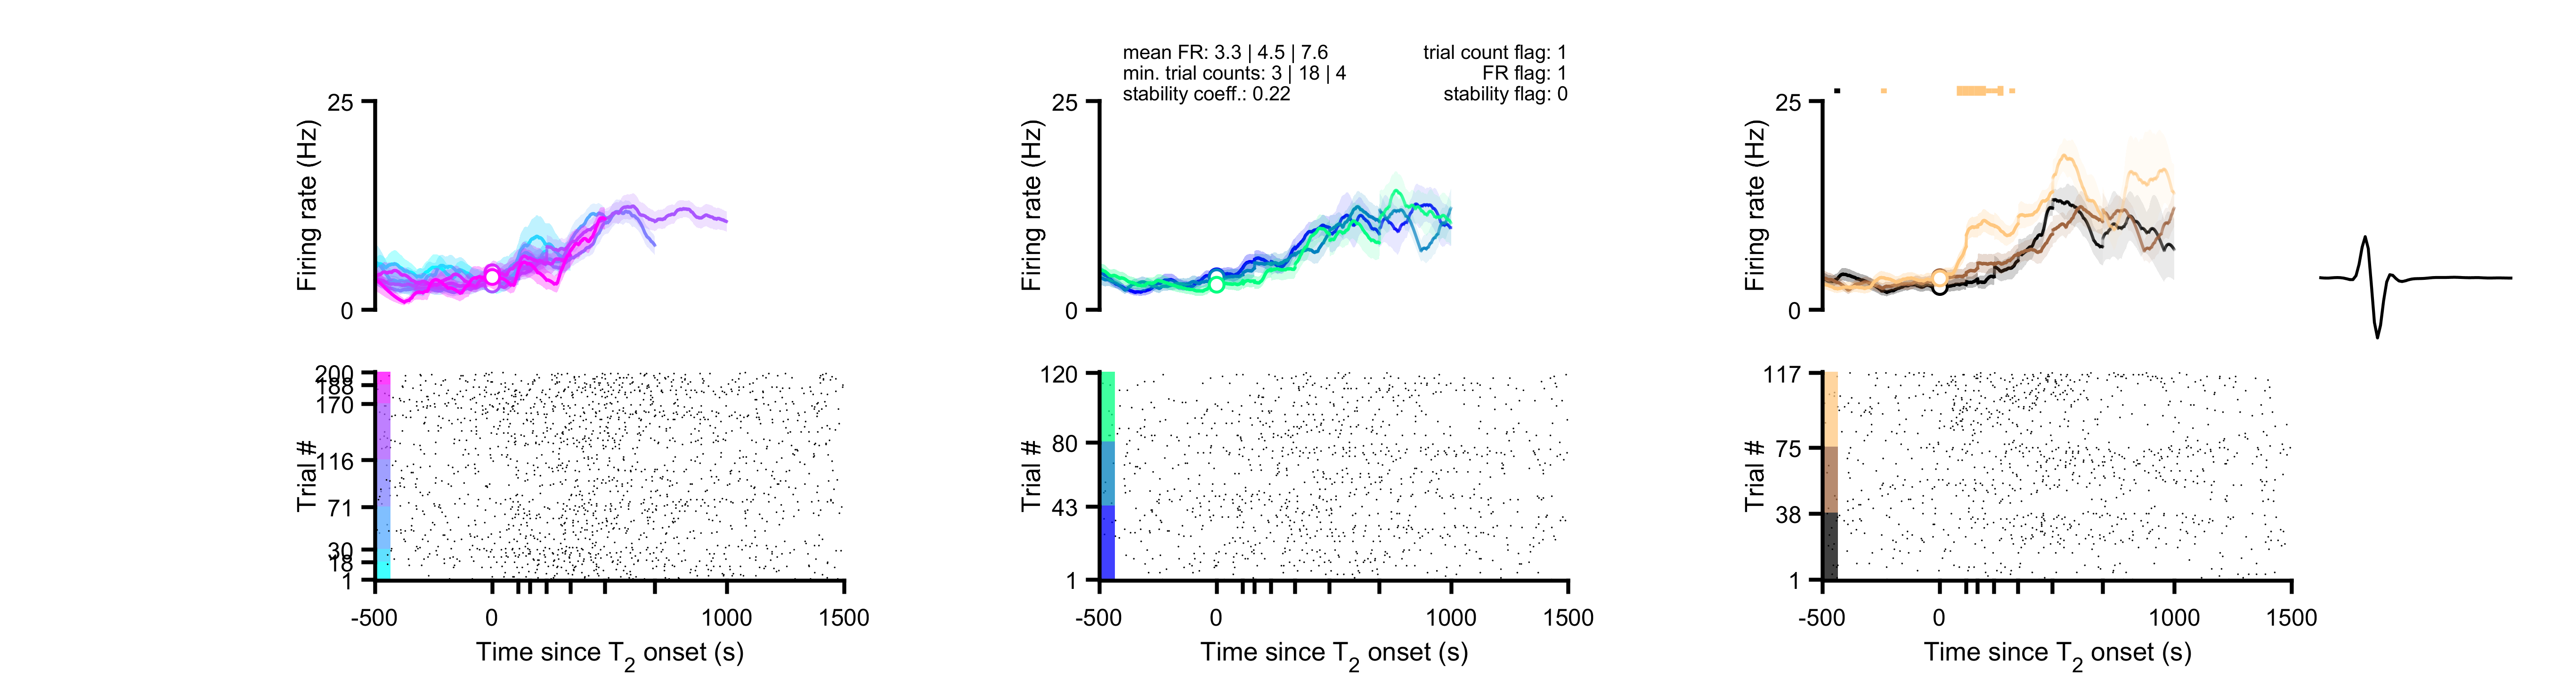 mean FR: 3.3 | 4.5 | 7.6
min. trial counts: 3 | 18 | 4
stability coeff.: 0.22
trial count flag: 1
FR flag: 1
stability flag: 0
25
Firing rate (Hz)
0
25
Firing rate (Hz)
0
25
Firing rate (Hz)
0
200
188
170
116
71
30
18
1
Trial #
-500
0
1000
1500
Time since T2 onset (s)
120
80
43
1
Trial #
-500
0
1000
1500
Time since T2 onset (s)
117
75
38
1
Trial #
-500
0
1000
1500
Time since T2 onset (s)